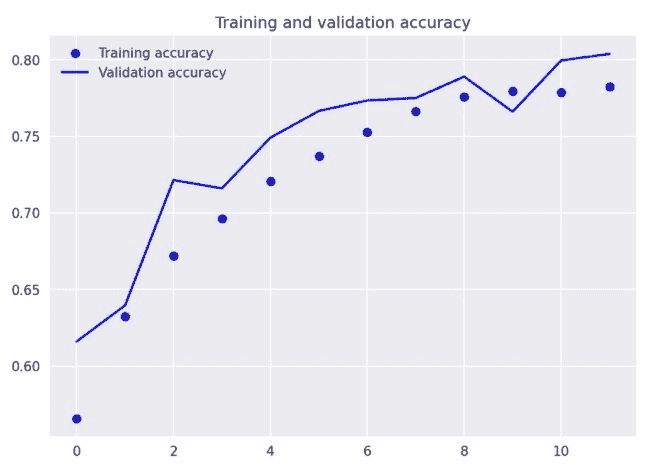 Training and validation accuracy
Training accuracy
Validation accuracy
0.80
0.75
0.70
0.65
0.60
0 2 4 6 8 10